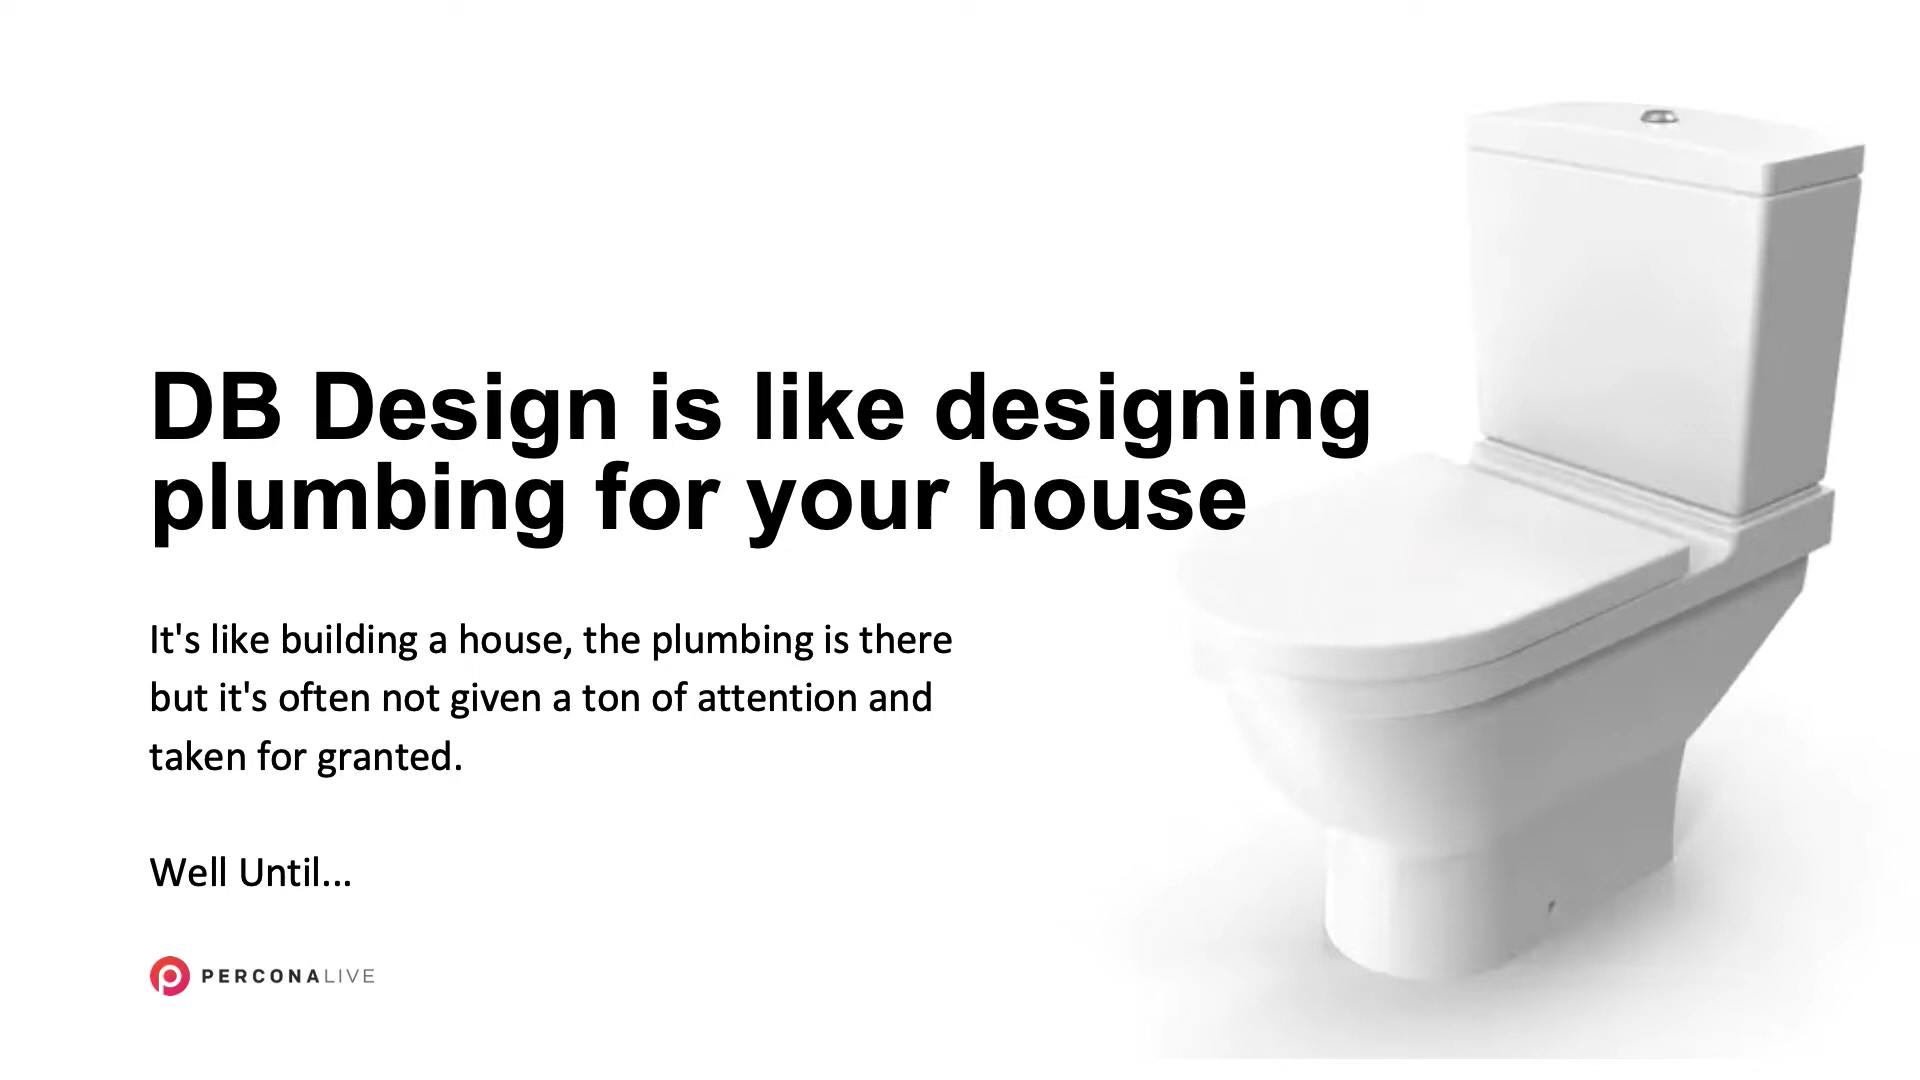 DB Design is like designing
plumbing for your house
It's like building a house, the plumbing is there
but it's often not given a ton of attention and
taken for granted.
Well Until...
PERCONALIVE